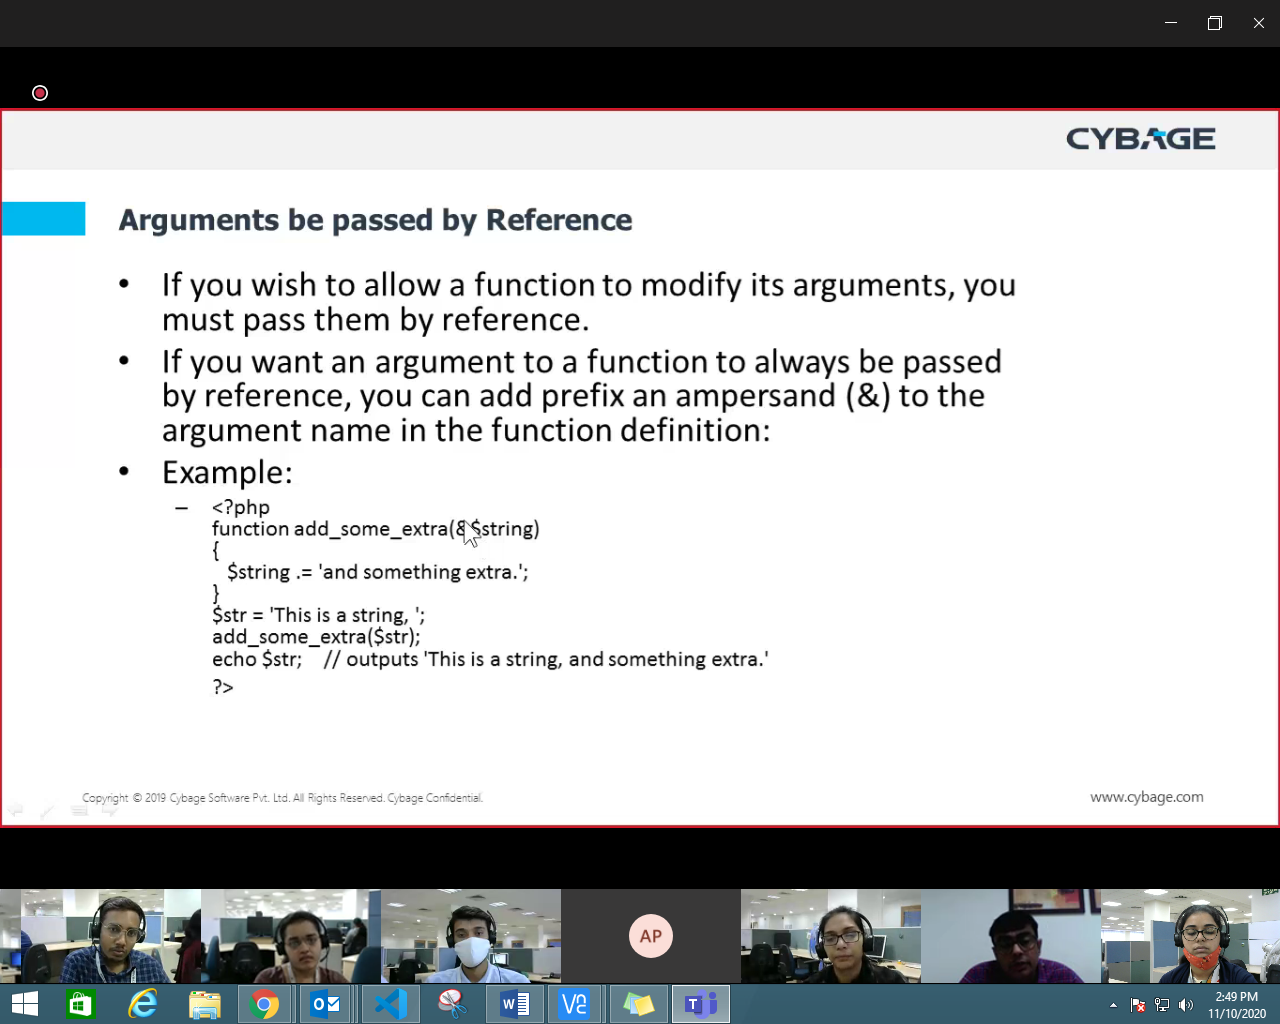 CYBAGE
Arguments be passed by Reference
• If you wish to allow a function to modify its arguments, you
must pass them by reference.
• If you want an argument to a function to always be passed
by reference, you can add prefix an ampersand (&) to the
argument name in the function definition:
• Example:
– <?php
function add_some_extra(&$string)
{
$string .= 'and something extra.';
}
$str = 'This is a string, ';
add_some_extra($str);
echo $str; // outputs 'This is a string, and something extra.'
?>
Copyright © 2019 Cybage Software Pvt. Ltd. All Rights Reserved. Cybage Confidential.
www.cybage.com
AP
2:49 PM
11/10/2020